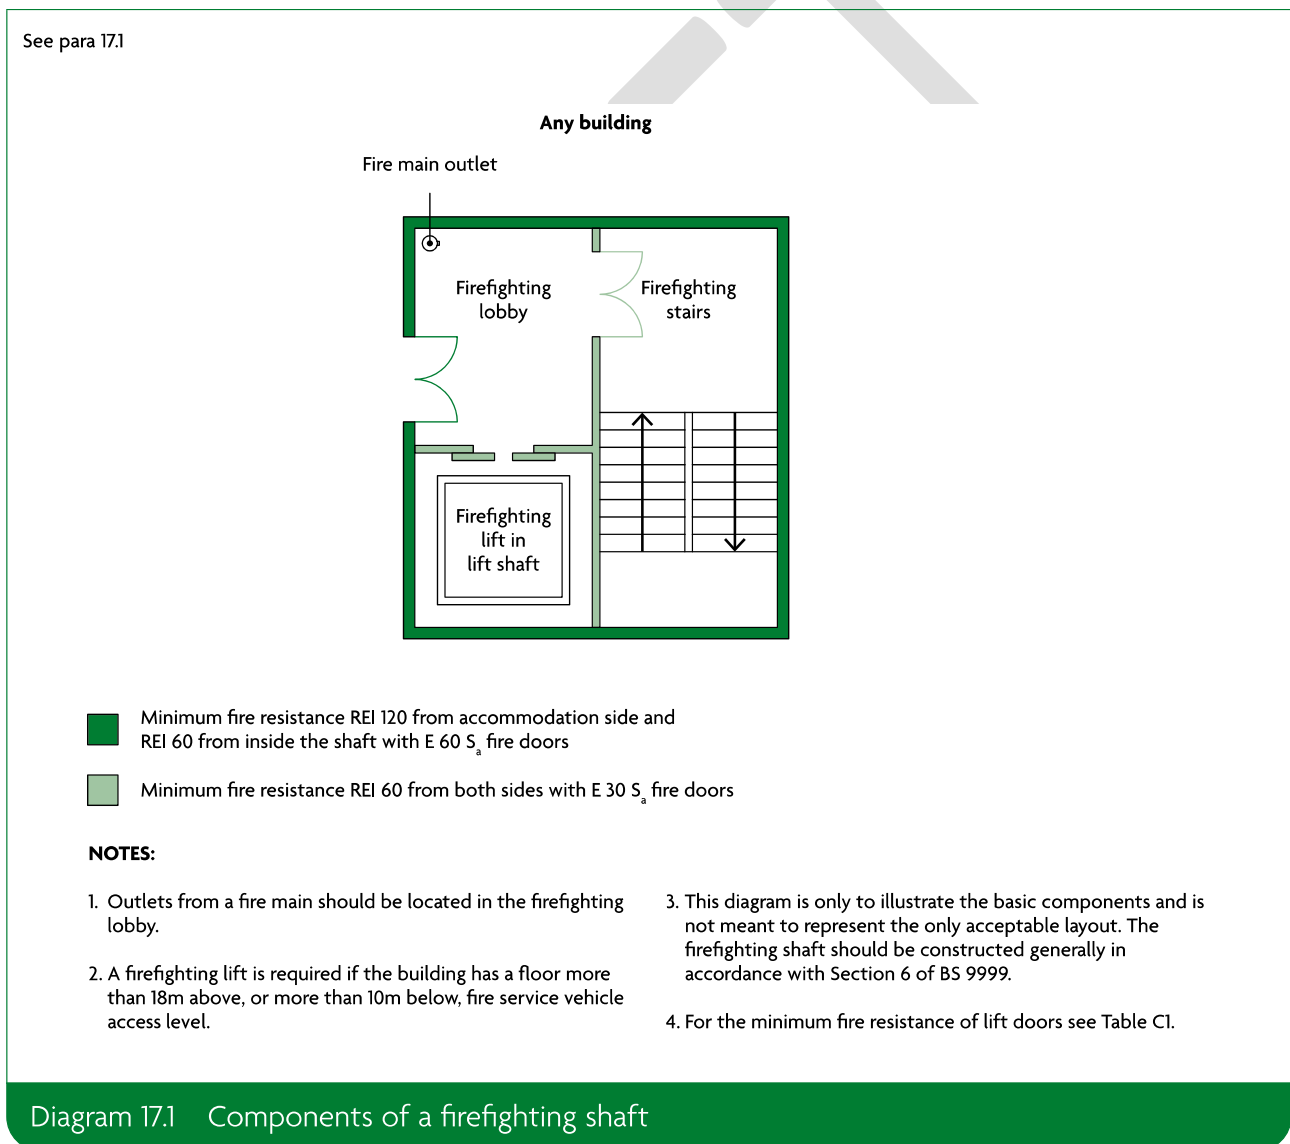 See para 17.1
Any building
Fire main outlet
Firefighting
lobby
Firefighting
stairs
Firefighting
lift in
lift shaft
Minimum fire resistance REI 120 from accommodation side and
REI 60 from inside the shaft with E 60 Sa fire doors
Minimum fire resistance REI 60 from both sides with E 30 Sa fire doors
NOTES:
1. Outlets from a fire main should be located in the firefighting
lobby.
2. A firefighting lift is required if the building has a floor more
than 18m above, or more than 10m below, fire service vehicle
access level.
3. This diagram is only to illustrate the basic components and is
not meant to represent the only acceptable layout. The
firefighting shaft should be constructed generally in
accordance with Section 6 of BS 9999.
4. For the minimum fire resistance of lift doors see Table C1.
Diagram 17.1 Components of a firefighting shaft